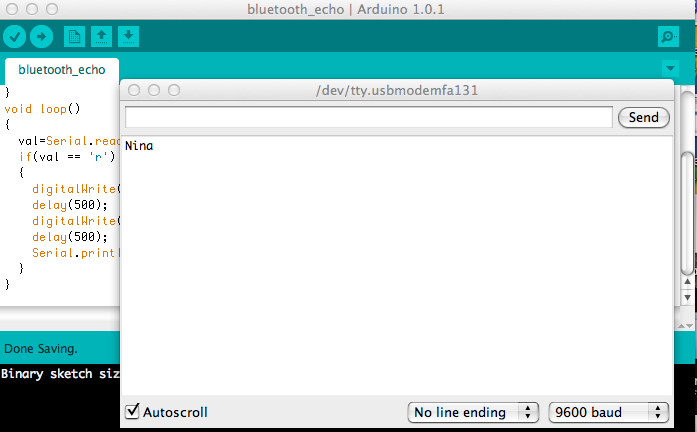 bluetooth_echo | Arduino 1.0.1
bluetooth_echo
}
void loop()
{
val=Serial.read
if(val == 'r')
{
digitalWrite(
delay(500);
digitalWrite(
delay(500);
Serial.printl
}
}
Done Saving.
Binary sketch siz
/dev/tty.usbmodemfa131
Send
Nina
Autoscroll
No line ending
9600 baud